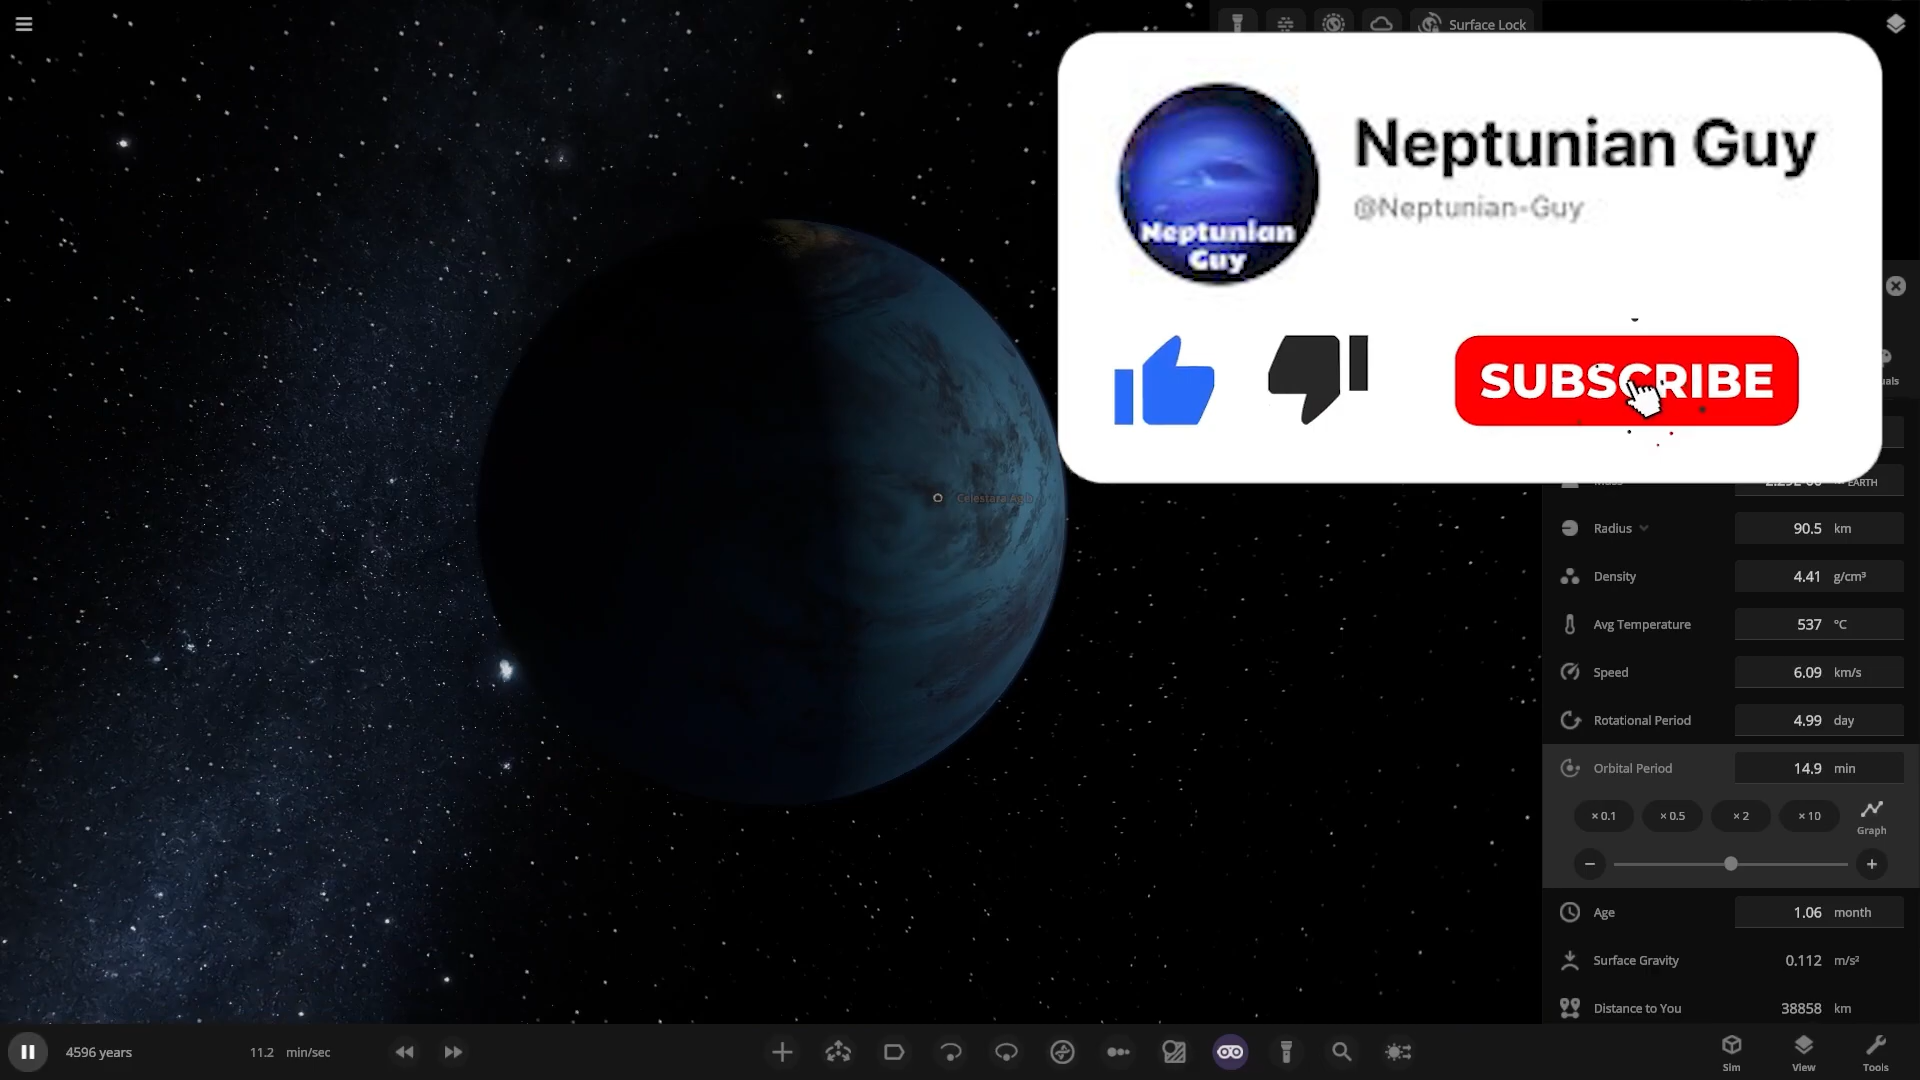 Surface Lock
Neptunian Guy
@Neptunian-Guy
Neptunian
Guy
SUBSCRIBE
uals
Celestara
EARTH
Radius 90.5 km
Density 4.41 g/cm³
Avg Temperature 537 °C
Speed 6.09 km/s
Rotational Period 4.99 day
Orbital Period 14.9 min
× 0.1 × 0.5 × 2 × 10
Graph
Age 1.06 month
Surface Gravity 0.112 m/s²
Distance to You 38858 km
4596 years 11.2 min/sec
Sim View Tools